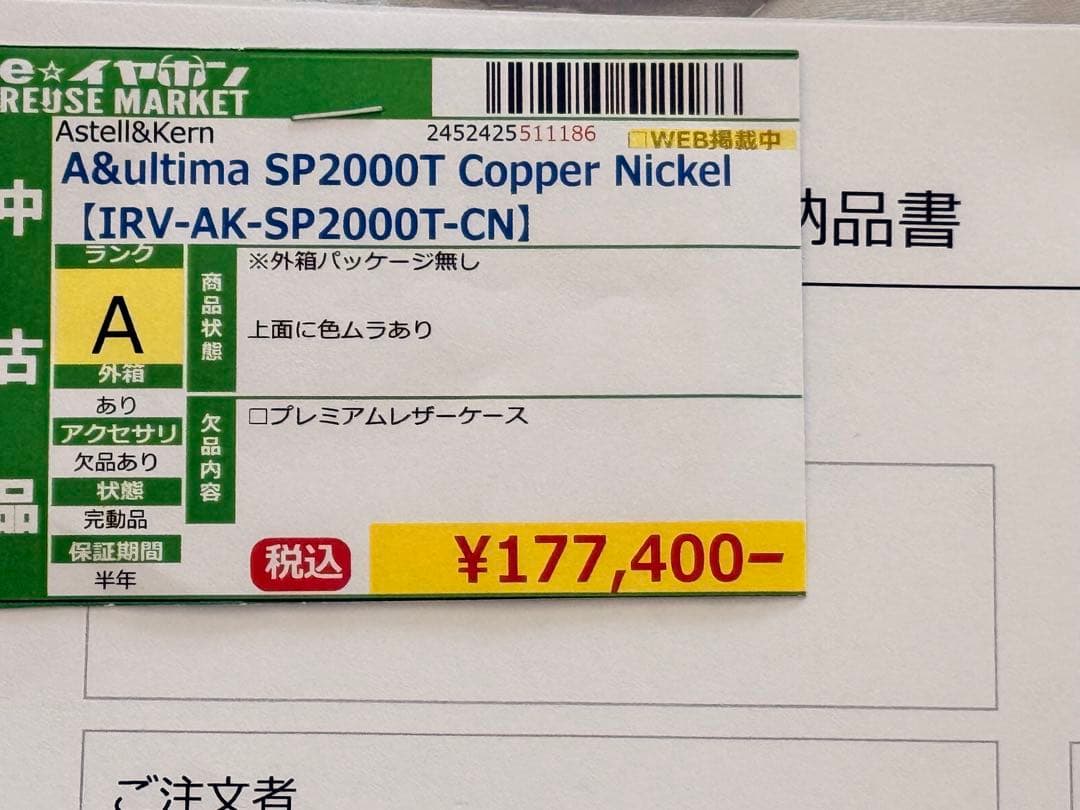 e☆イヤホン
REUSE MARKET
Astell&Kern
2452425511186
WEB掲載中
A&ultima SP2000T Copper Nickel
【IRV-AK-SP2000T-CN】
中古品
ランク
A
外箱
あり
アクセサリ
欠品あり
状態
完動品
保証期間
半年
商品状態
※外箱パッケージ無し
上面に色ムラあり
欠品内容
□プレミアムレザーケース
税込
¥177,400-
納品書
ご注文者